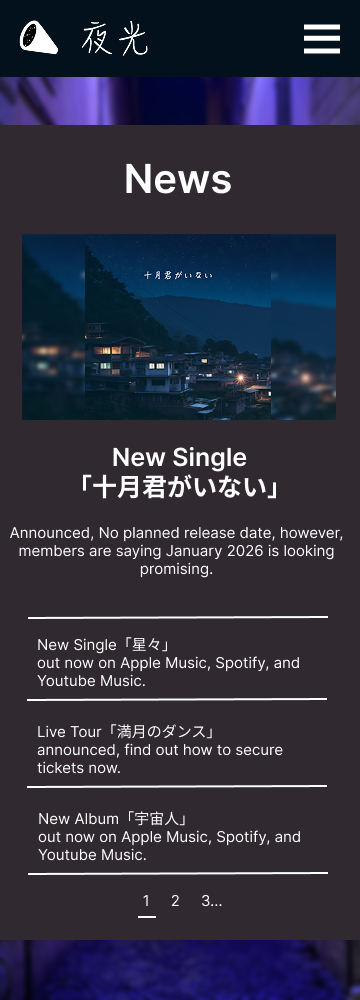 夜光
News
十月君がいない
New Single
「十月君がいない」
Announced, No planned release date, however,
members are saying January 2026 is looking
promising.
New Single「星々」
out now on Apple Music, Spotify, and
Youtube Music.
Live Tour「満月のダンス」
announced, find out how to secure
tickets now.
New Album「宇宙人」
out now on Apple Music, Spotify, and
Youtube Music.
1 2 3...